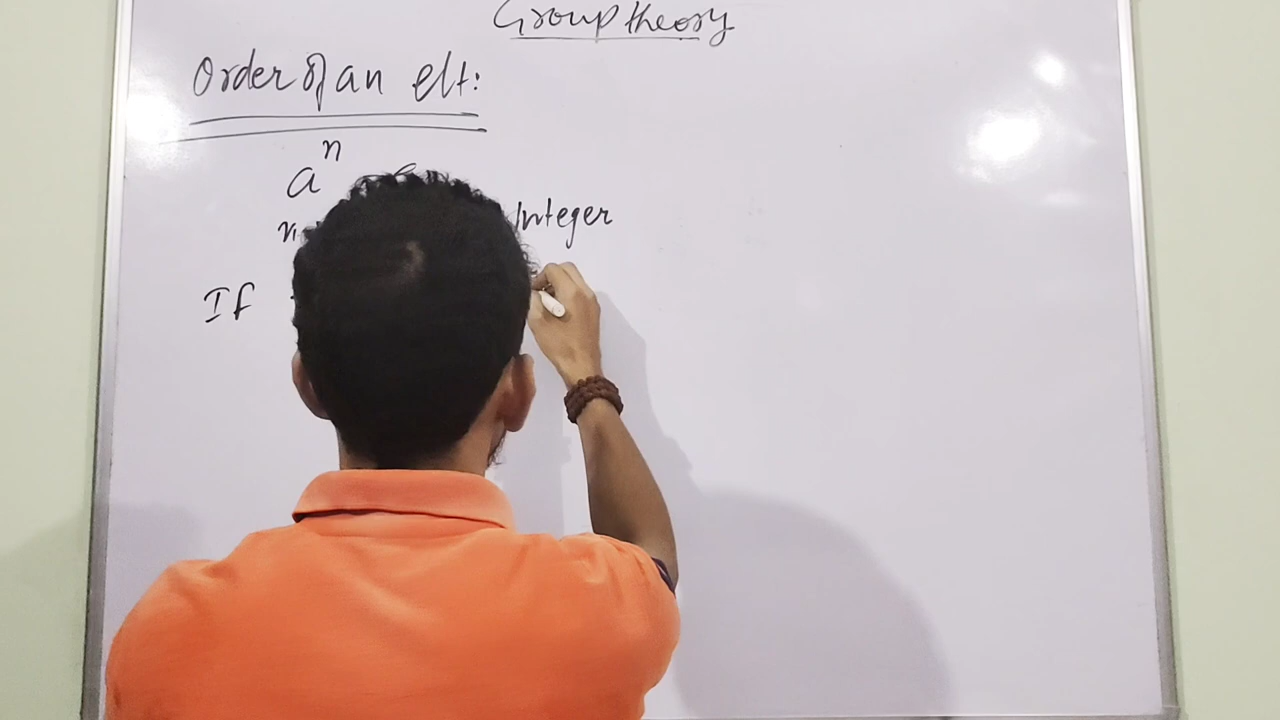 Group theory
Order of an elt:
a^n
Integer
If